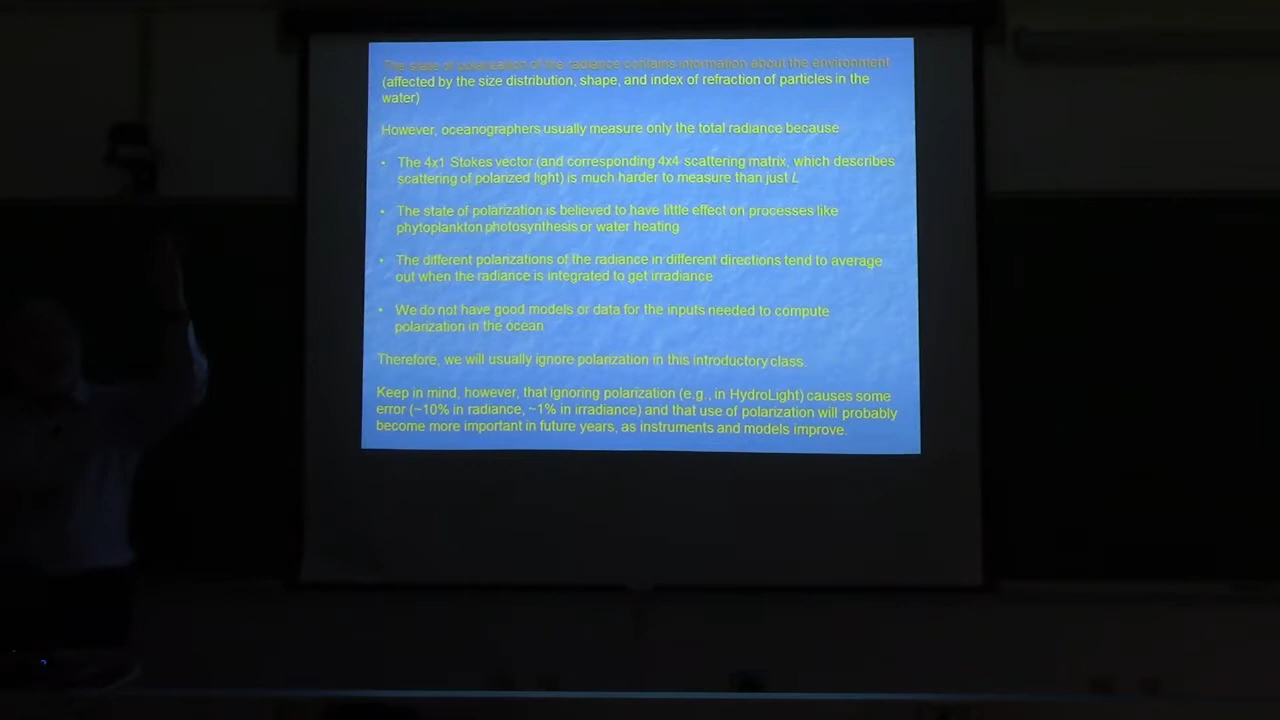 The state of polarization of the radiance contains information about the environment
(affected by the size distribution, shape, and index of refraction of particles in the
water)
However, oceanographers usually measure only the total radiance because
• The 4x1 Stokes vector (and corresponding 4x4 scattering matrix, which describes
scattering of polarized light) is much harder to measure than just L
• The state of polarization is believed to have little effect on processes like
phytoplankton photosynthesis or water heating
• The different polarizations of the radiance in different directions tend to average
out when the radiance is integrated to get irradiance
• We do not have good models or data for the inputs needed to compute
polarization in the ocean
Therefore, we will usually ignore polarization in this introductory class.
Keep in mind, however, that ignoring polarization (e.g., in HydroLight) causes some
error (~10% in radiance, ~1% in irradiance) and that use of polarization will probably
become more important in future years, as instruments and models improve.